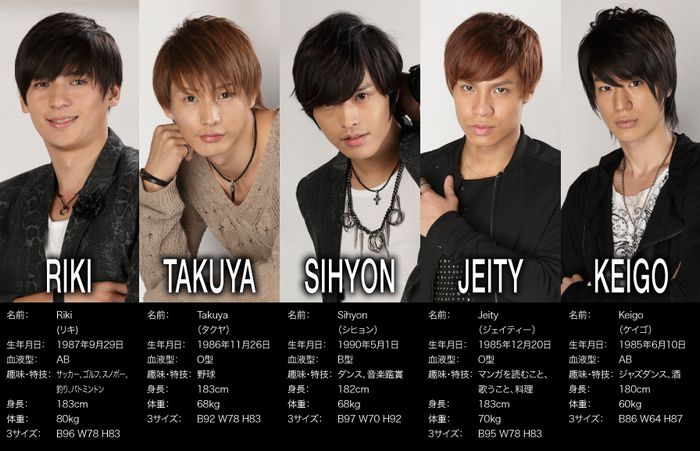 RIKI
TAKUYA
SIHYON
JEITY
KEIGO
名前： Riki
(リキ)
生年月日： 1987年9月29日
血液型： AB
趣味・特技： サッカー、ゴルフ、スノボー、
釣り、バトミントン
身長： 183cm
体重： 80kg
3サイズ： B96 W78 H83
名前： Takuya
(タクヤ)
生年月日： 1986年11月26日
血液型： O型
趣味・特技： 野球
身長： 183cm
体重： 68kg
3サイズ： B92 W78 H83
名前： Sihyon
(シヒョン)
生年月日： 1990年5月1日
血液型： B型
趣味・特技： ダンス、音楽鑑賞
身長： 182cm
体重： 68kg
3サイズ： B97 W70 H92
名前： Jeity
(ジェイティー)
生年月日： 1985年12月20日
血液型： O型
趣味・特技： マンガを読むこと、
歌うこと、料理
身長： 183cm
体重： 70kg
3サイズ： B95 W78 H83
名前： Keigo
(ケイゴ)
生年月日： 1985年6月10日
血液型： AB
趣味・特技： ジャズダンス、酒
身長： 180cm
体重： 60kg
3サイズ： B86 W64 H87